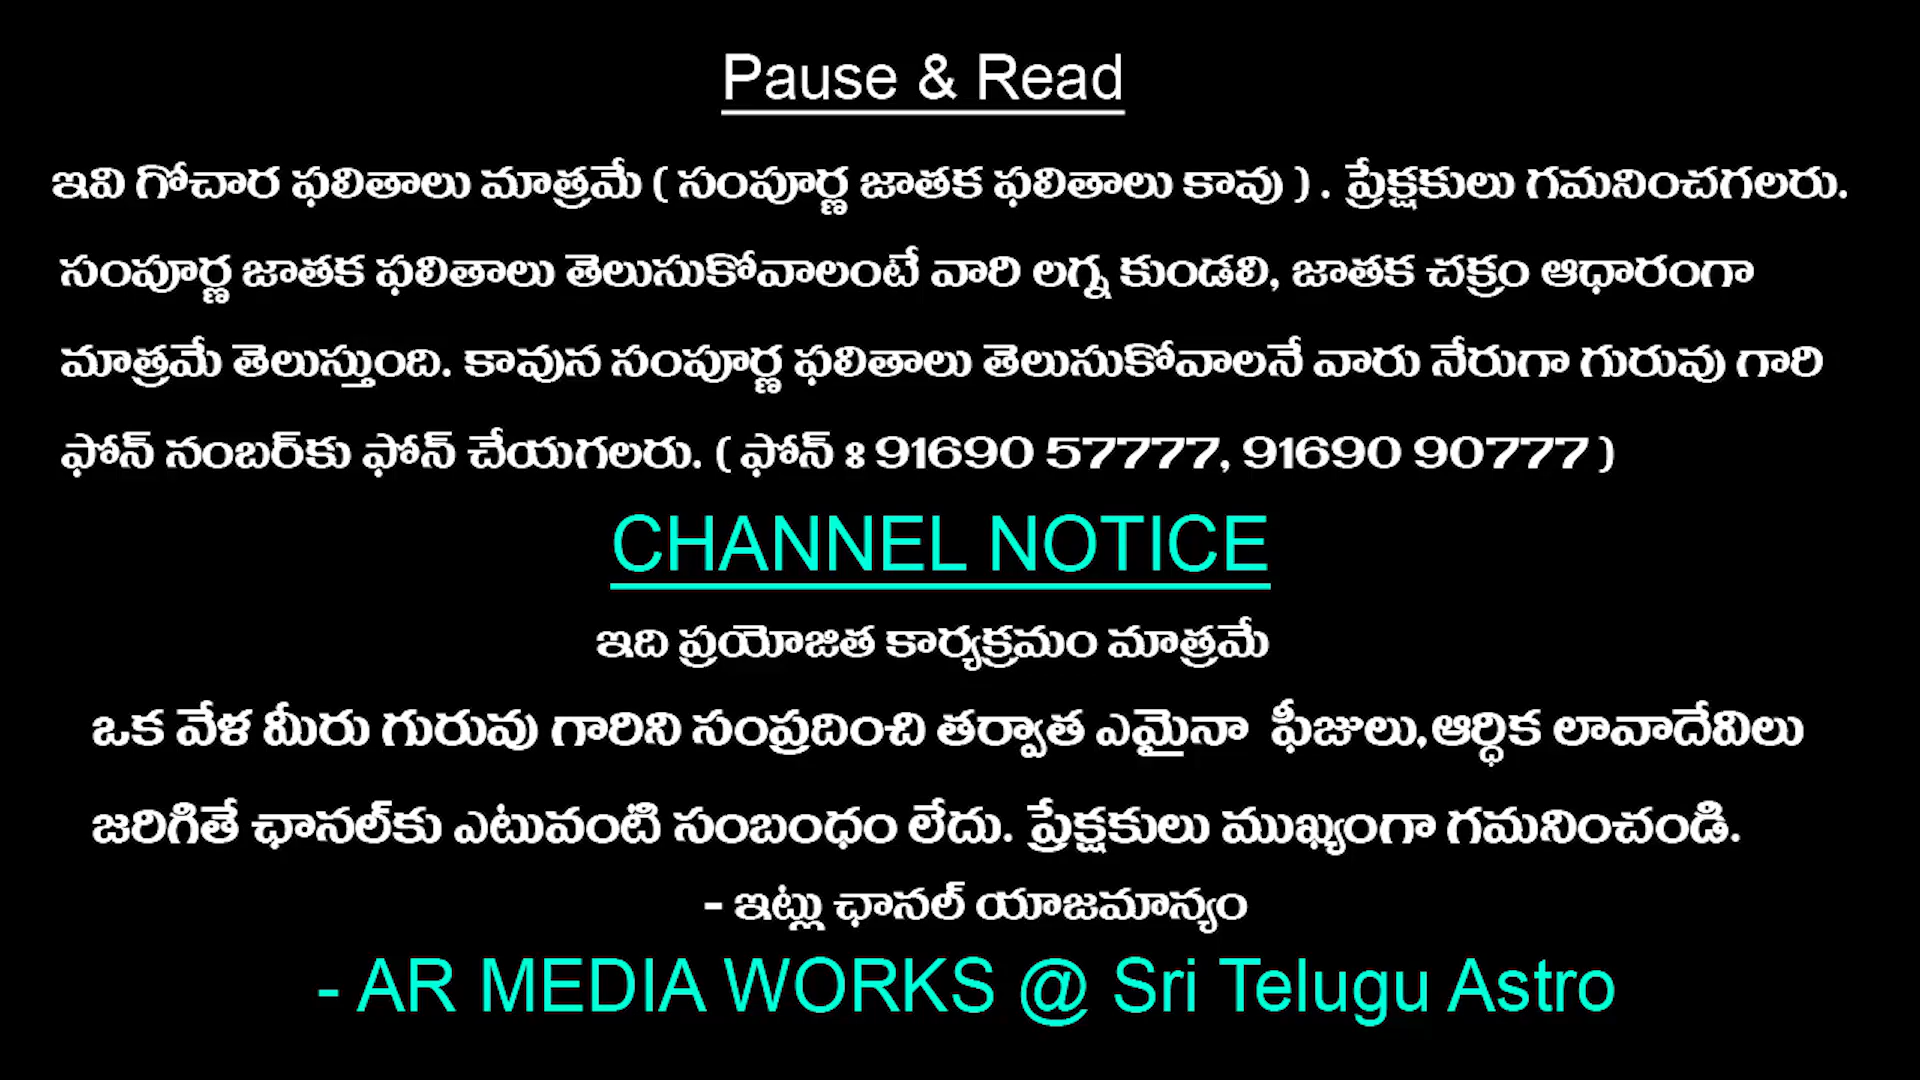 Pause & Read
ఇవి గోచార ఫలితాలు మాత్రమే ( సంపూర్ణ జాతక ఫలితాలు కావు ) . ప్రేక్షకులు గమనించగలరు.
సంపూర్ణ జాతక ఫలితాలు తెలుసుకోవాలంటే వారి లగ్న కుండలి, జాతక చక్రం ఆధారంగా
మాత్రమే తెలుస్తుంది. కావున సంపూర్ణ ఫలితాలు తెలుసుకోవాలనే వారు నేరుగా గురువు గారి
ఫోన్ నంబర్‌కు ఫోన్ చేయగలరు. ( ఫోన్ ః 91690 57777, 91690 90777 )
CHANNEL NOTICE
ఇది ప్రయోజిత కార్యక్రమం మాత్రమే
ఒక వేళ మీరు గురువు గారిని సంప్రదించి తర్వాత ఎమైనా ఫీజులు,ఆర్ధిక లావాదేవిలు
జరిగితే ఛానల్‌కు ఎటువంటి సంబంధం లేదు. ప్రేక్షకులు ముఖ్యంగా గమనించండి.
- ఇట్లు ఛానల్ యాజమాన్యం
- AR MEDIA WORKS @ Sri Telugu Astro